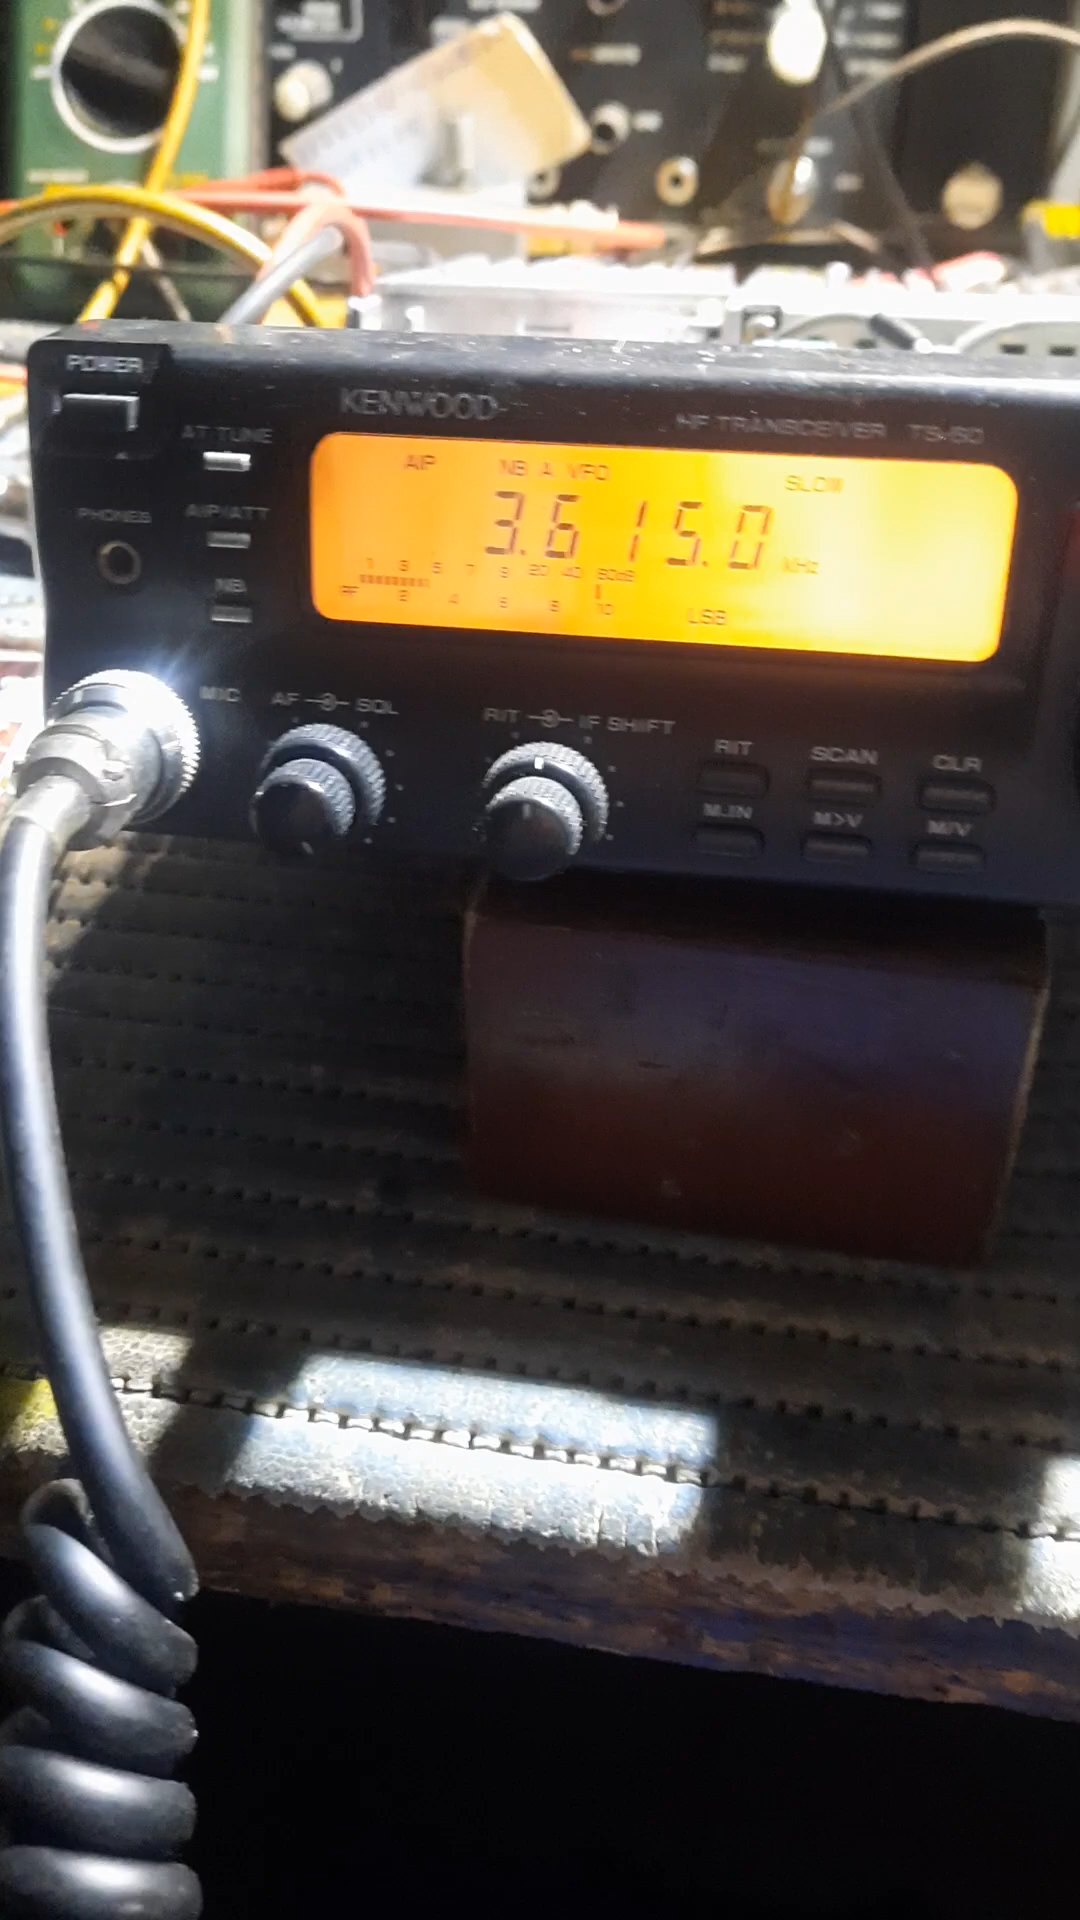 POWER
KENWOOD
HF TRANSCEIVER TS-60
AT TUNE
AIP NB A VFO SLOW
3.615.0 kHz
PHONES
AIP/ATT
1 3 5 7 9 20 40 60dB
RF 2 4 6 8 10
LSB
NB
MIC
AF SQL
RIT IF SHIFT
RIT SCAN CLR
M.IN M>V M/V